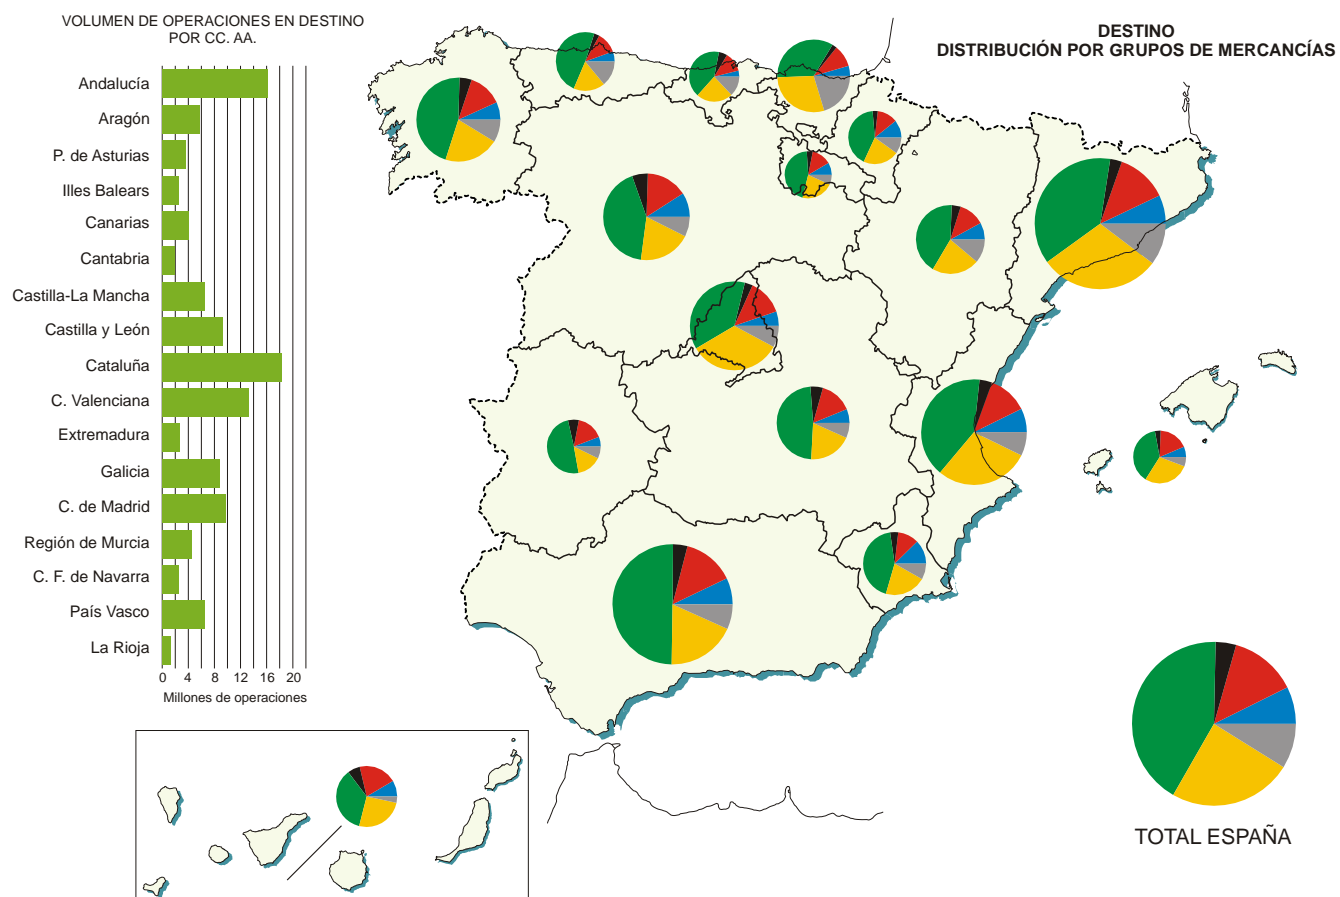 VOLUMEN DE OPERACIONES EN DESTINO
POR CC. AA.
DESTINO
DISTRIBUCIÓN POR GRUPOS DE MERCANCÍAS
Andalucía
Aragón
P. de Asturias
Illes Balears
Canarias
Cantabria
Castilla-La Mancha
Castilla y León
Cataluña
C. Valenciana
Extremadura
Galicia
C. de Madrid
Región de Murcia
C. F. de Navarra
País Vasco
La Rioja
0 4 8 12 16 20
Millones de operaciones
TOTAL ESPAÑA